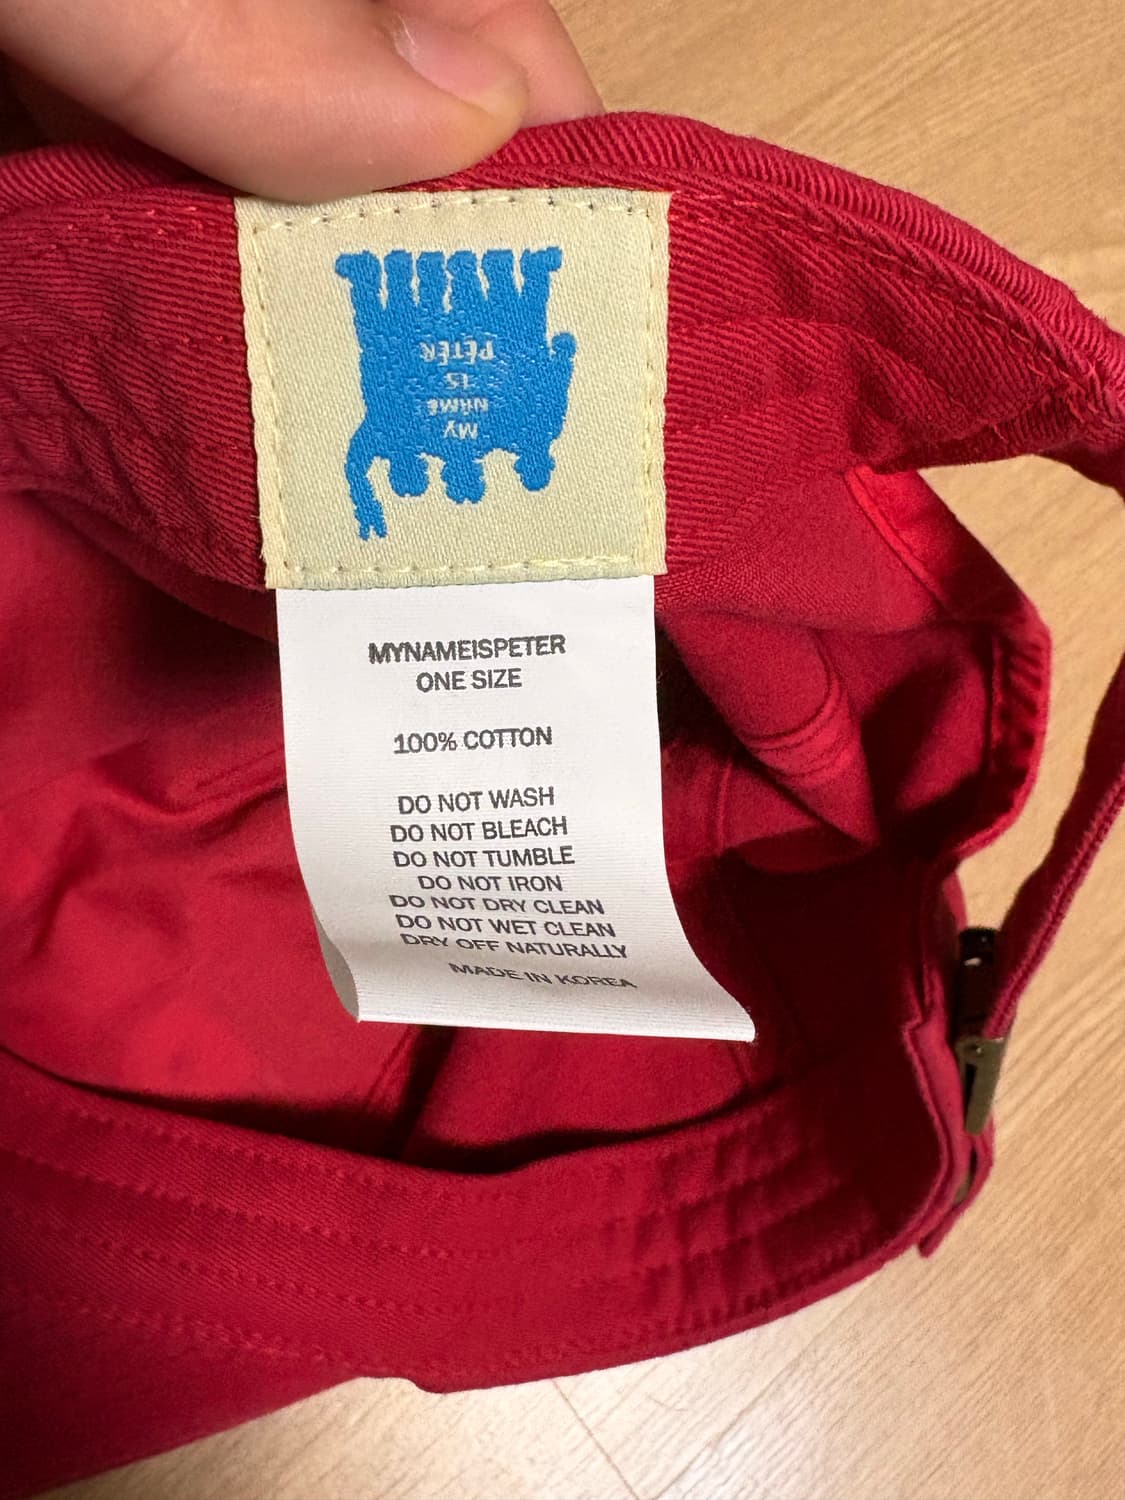 MY
NAME
IS
PETER
MYNAMEISPETER
ONE SIZE
100% COTTON
DO NOT WASH
DO NOT BLEACH
DO NOT TUMBLE
DO NOT IRON
DO NOT DRY CLEAN
DO NOT WET CLEAN
DRY OFF NATURALLY
MADE IN KOREA